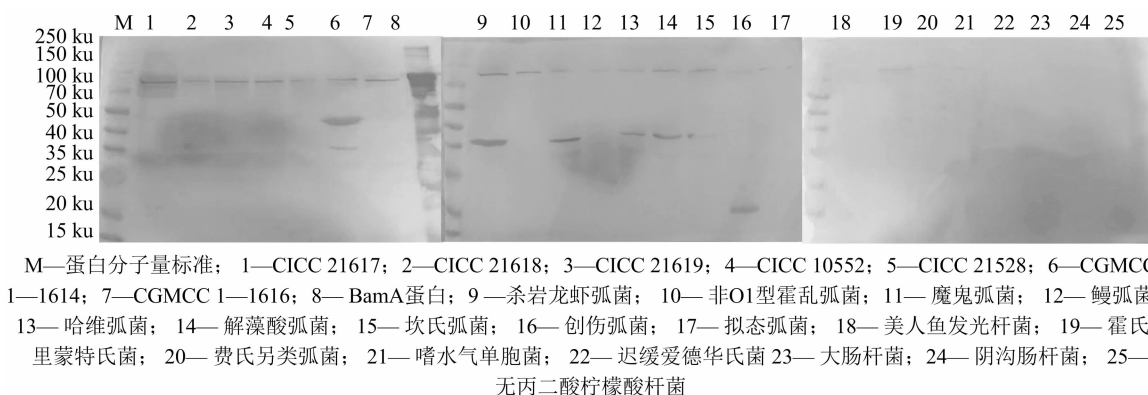 M 1 2 3 4 5 6 7 8 9 10 11 12 13 14 15 16 17 18 19 20 21 22 23 24 25
250 ku
150 ku
100 ku
70 ku
50 ku
40 ku
35 ku
25 ku
20 ku
15 ku
M—蛋白分子量标准；1—CICC 21617；2—CICC 21618；3—CICC 21619；4—CICC 10552；5—CICC 21528；6—CGMCC
1—1614；7—CGMCC 1—1616；8— BamA蛋白；9 —杀岩龙虾弧菌；10— 非O1型霍乱弧菌；11— 魔鬼弧菌；12— 鳗弧菌
13— 哈维弧菌；14— 解藻酸弧菌；15— 坎氏弧菌；16— 创伤弧菌；17— 拟态弧菌；18— 美人鱼发光杆菌；19— 霍氏
里蒙特氏菌；20— 费氏另类弧菌；21— 嗜水气单胞菌；22— 迟缓爱德华氏菌 23— 大肠杆菌；24— 阴沟肠杆菌；25—
无丙二酸柠檬酸杆菌